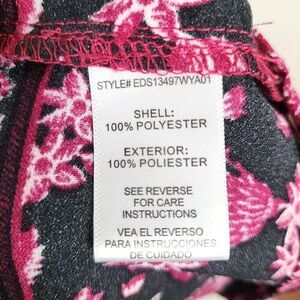 STYLE# EDS13497WYA01
SHELL:
100% POLYESTER
EXTERIOR:
100% POLIESTER
SEE REVERSE
FOR CARE
INSTRUCTIONS
VEA EL REVERSO
PARA INSTRUCCIONES
DE CUIDADO